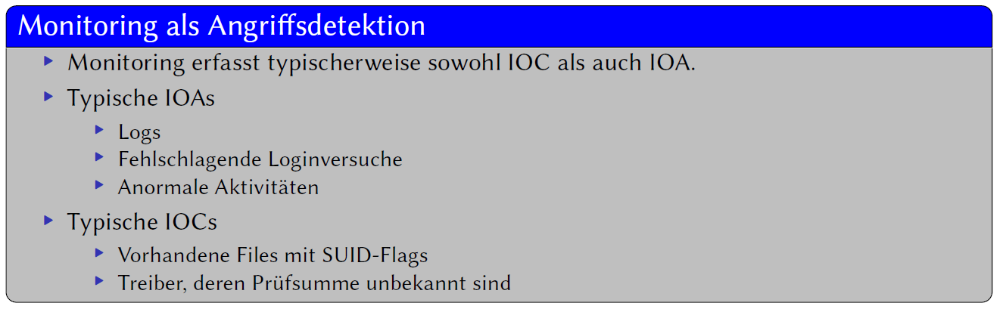 Monitoring als Angriffsdetektion
Monitoring erfasst typischerweise sowohl IOC als auch IOA.
Typische IOAs
Logs
Fehlschlagende Loginversuche
Anormale Aktivitäten
Typische IOCs
Vorhandene Files mit SUID-Flags
Treiber, deren Prüfsumme unbekannt sind